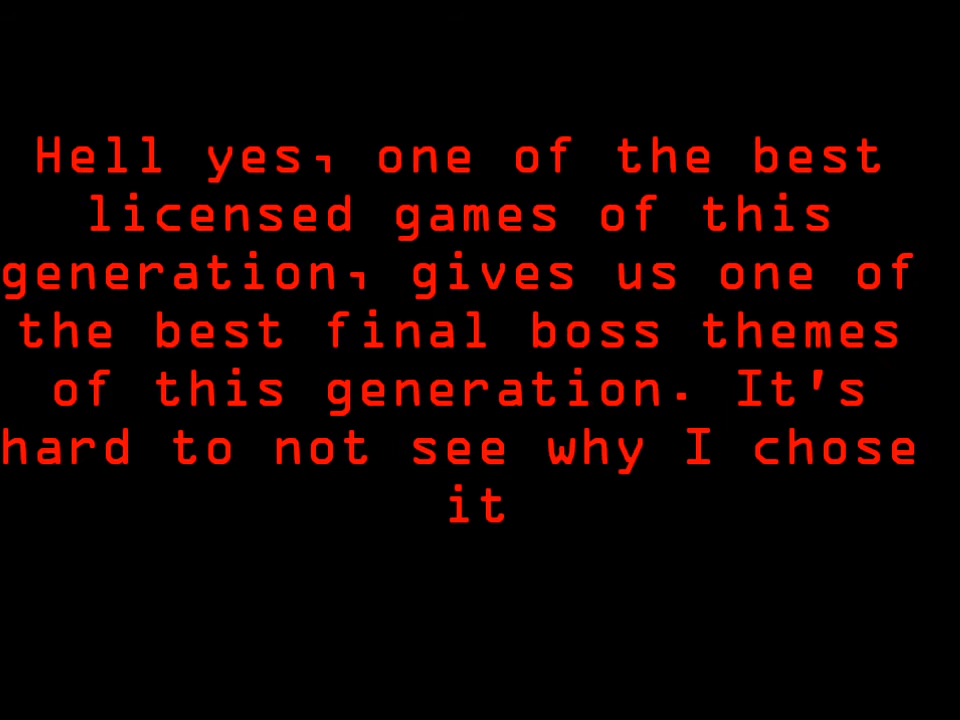 Hell yes, one of the best
licensed games of this
generation, gives us one of
the best final boss themes
of this generation. It's
hard to not see why I chose
it